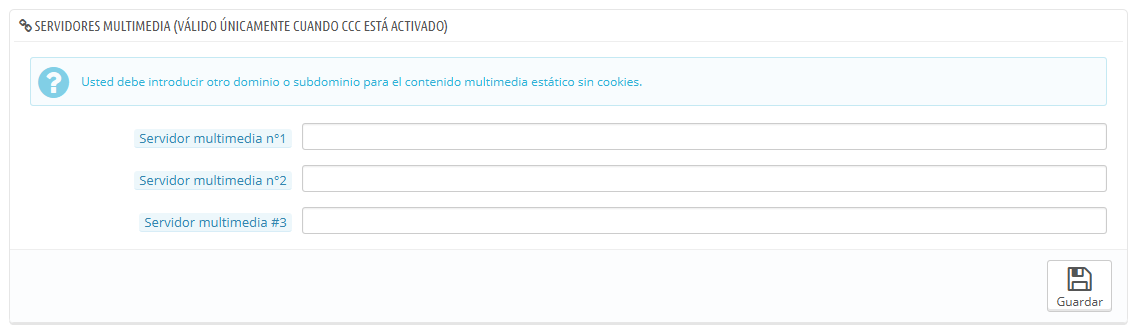 SERVIDORES MULTIMEDIA (VÁLIDO ÚNICAMENTE CUANDO CCC ESTÁ ACTIVADO)
Usted debe introducir otro dominio o subdominio para el contenido multimedia estático sin cookies.
Servidor multimedia n°1
Servidor multimedia n°2
Servidor multimedia #3
Guardar